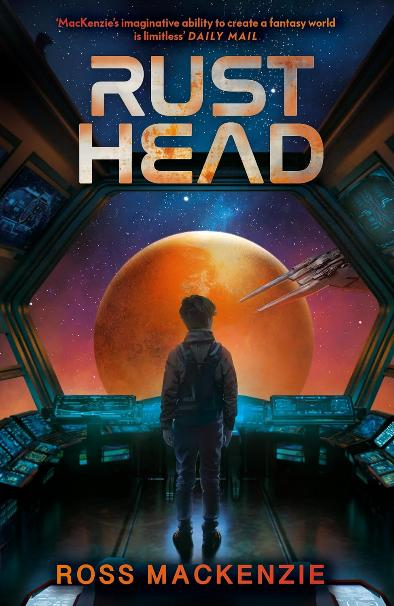 'MacKenzie's imaginative ability to create a fantasy world
is limitless' DAILY MAIL
RUST
HEAD
ROSS MACKENZIE